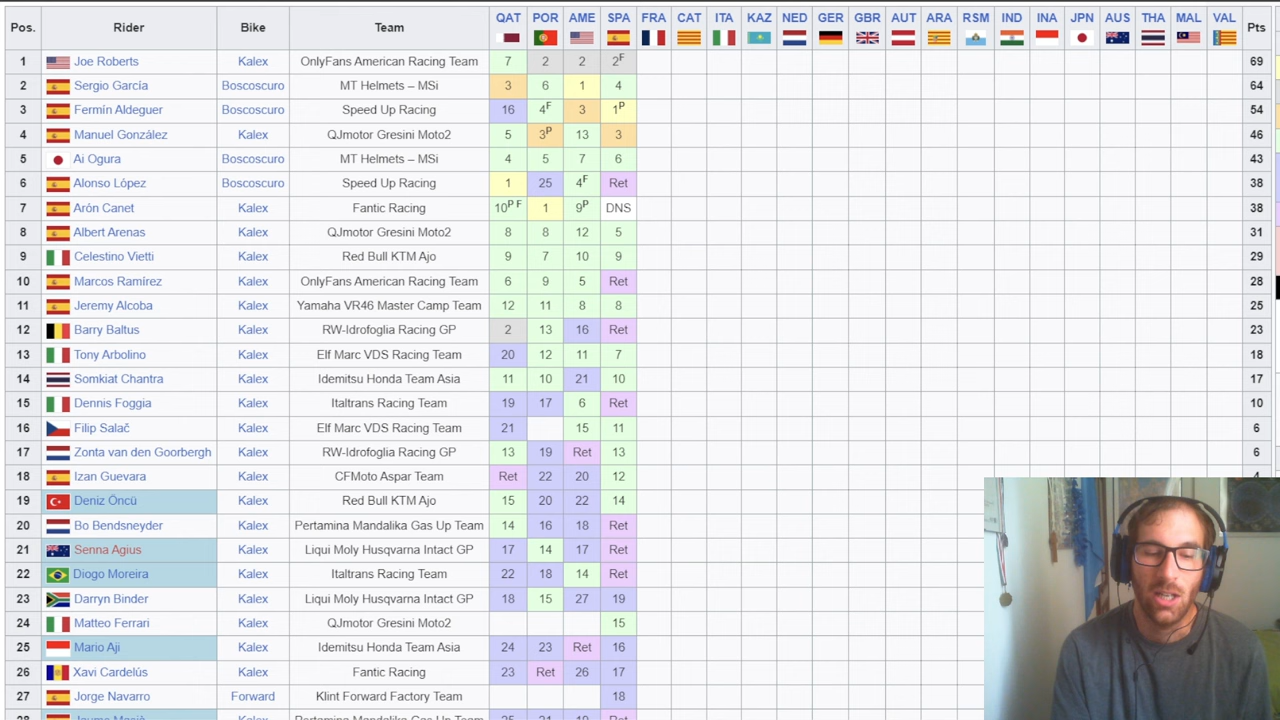 Pos. Rider Bike Team QAT POR AME SPA FRA CAT ITA KAZ NED GER GBR AUT ARA RSM IND INA JPN AUS THA MAL VAL Pts
1 Joe Roberts Kalex OnlyFans American Racing Team 7 2 2 2F 69
2 Sergio García Boscoscuro MT Helmets – MSi 3 6 1 4 64
3 Fermín Aldeguer Boscoscuro Speed Up Racing 16 4F 3 1P 54
4 Manuel González Kalex QJmotor Gresini Moto2 5 3P 13 3 46
5 Ai Ogura Boscoscuro MT Helmets – MSi 4 5 7 6 43
6 Alonso López Boscoscuro Speed Up Racing 1 25 4F Ret 38
7 Arón Canet Kalex Fantic Racing 10P F 1 9P DNS 38
8 Albert Arenas Kalex QJmotor Gresini Moto2 8 8 12 5 31
9 Celestino Vietti Kalex Red Bull KTM Ajo 9 7 10 9 29
10 Marcos Ramírez Kalex OnlyFans American Racing Team 6 9 5 Ret 28
11 Jeremy Alcoba Kalex Yamaha VR46 Master Camp Team 12 11 8 8 25
12 Barry Baltus Kalex RW-Idrofoglia Racing GP 2 13 16 Ret 23
13 Tony Arbolino Kalex Elf Marc VDS Racing Team 20 12 11 7 18
14 Somkiat Chantra Kalex Idemitsu Honda Team Asia 11 10 21 10 17
15 Dennis Foggia Kalex Italtrans Racing Team 19 17 6 Ret 10
16 Filip Salač Kalex Elf Marc VDS Racing Team 21 15 11 6
17 Zonta van den Goorbergh Kalex RW-Idrofoglia Racing GP 13 19 Ret 13 6
18 Izan Guevara Kalex CFMoto Aspar Team Ret 22 20 12
19 Deniz Öncü Kalex Red Bull KTM Ajo 15 20 22 14
20 Bo Bendsneyder Kalex Pertamina Mandalika Gas Up Team 14 16 18 Ret
21 Senna Agius Kalex Liqui Moly Husqvarna Intact GP 17 14 17 Ret
22 Diogo Moreira Kalex Italtrans Racing Team 22 18 14 Ret
23 Darryn Binder Kalex Liqui Moly Husqvarna Intact GP 18 15 27 19
24 Matteo Ferrari Kalex QJmotor Gresini Moto2 15
25 Mario Aji Kalex Idemitsu Honda Team Asia 24 23 Ret 16
26 Xavi Cardelús Kalex Fantic Racing 23 Ret 26 17
27 Jorge Navarro Forward Klint Forward Factory Team 18